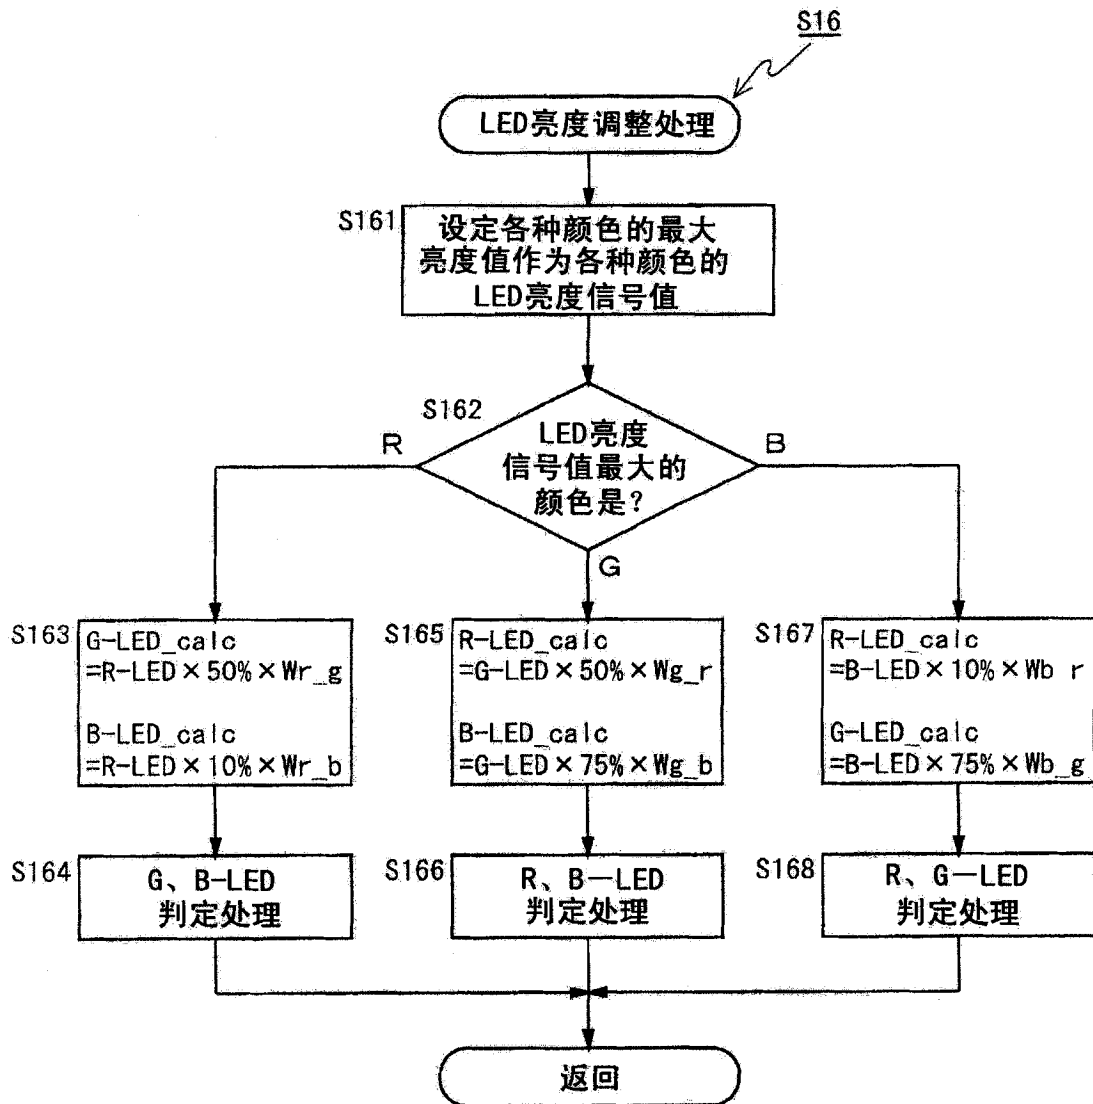 S16
LED亮度调整处理
S161
设定各种颜色的最大
亮度值作为各种颜色的
LED亮度信号值
S162
LED亮度
信号值最大的
颜色是?
R
B
G
S163
G-LED_calc
=R-LED×50%×Wr_g
B-LED_calc
=R-LED×10%×Wr_b
S165
R-LED_calc
=G-LED×50%×Wg_r
B-LED_calc
=G-LED×75%×Wg_b
S167
R-LED_calc
=B-LED×10%×Wb r
G-LED_calc
=B-LED×75%×Wb_g
S164
G、B-LED
判定处理
S166
R、B-LED
判定处理
S168
R、G-LED
判定处理
返回